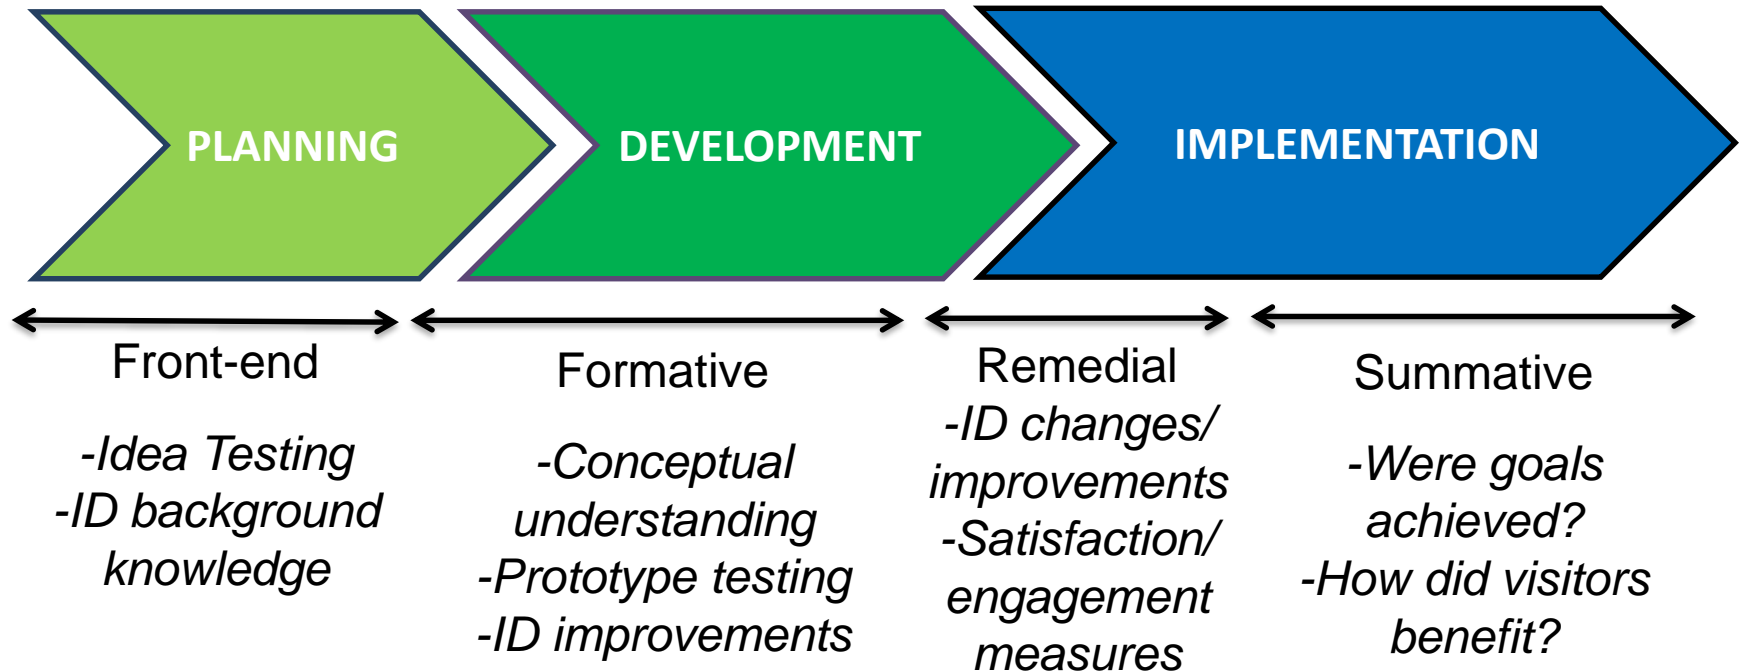 PLANNING
DEVELOPMENT
IMPLEMENTATION
Front-end
-Idea Testing
-ID background
knowledge
Formative
-Conceptual
understanding
-Prototype testing
-ID improvements
Remedial
-ID changes/
improvements
-Satisfaction/
engagement
measures
Summative
-Were goals
achieved?
-How did visitors
benefit?